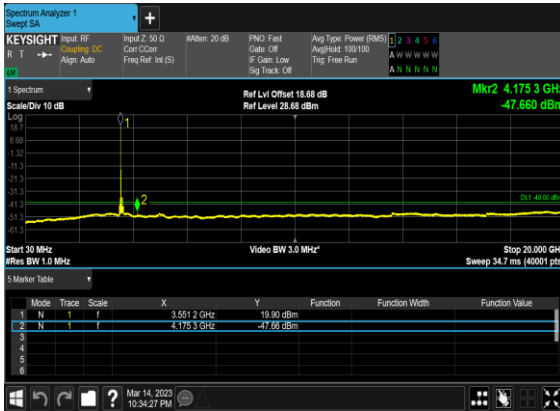 Spectrum Analyzer 1
Swept SA
+
KEYSIGHT Input: RF Input Z: 50 Ω #Atten: 20 dB PNO: Fast Avg Type: Power (RMS) 1 2 3 4 5 6
R T Coupling: DC Corr CCorr Gate: Off Avg|Hold: 100/100 A W W W W W
Align: Auto Freq Ref: Int (S) IF Gain: Low Trig: Free Run
Sig Track: Off A N N N N N
1 Spectrum
Scale/Div 10 dB Ref Lvl Offset 18.68 dB Mkr2 4.175 3 GHz
Ref Level 28.68 dBm -47.660 dBm
Log
18.7
8.68
-1.32
-11.3
-21.3
-31.3
-41.3
-51.3
-61.3
1
2
DL1 -40.00 dBm
Start 30 MHz Video BW 3.0 MHz* Stop 20.000 GHz
#Res BW 1.0 MHz Sweep 34.7 ms (40001 pts)
5 Marker Table
Mode Trace Scale X Y Function Function Width Function Value
1 N 1 f 3.551 2 GHz 19.90 dBm
2 N 1 f 4.175 3 GHz -47.66 dBm
3
4
5
6
? Mar 14, 2023
10:34:27 PM